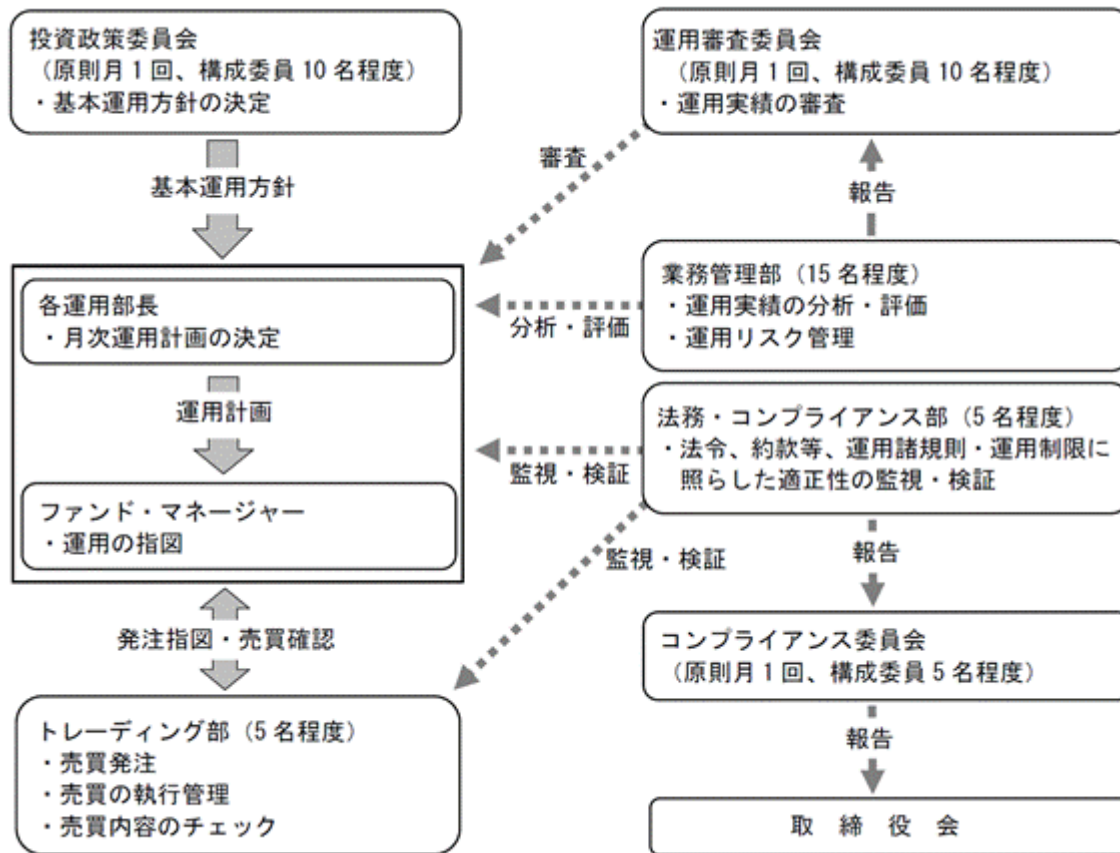 投資政策委員会
（原則月1回、構成委員10名程度）
・基本運用方針の決定
基本運用方針
各運用部長
・月次運用計画の決定
運用計画
ファンド・マネージャー
・運用の指図
発注指図・売買確認
トレーディング部（5名程度）
・売買発注
・売買の執行管理
・売買内容のチェック
運用審査委員会
（原則月1回、構成委員10名程度）
・運用実績の審査
審査
報告
業務管理部（15名程度）
・運用実績の分析・評価
・運用リスク管理
分析・評価
法務・コンプライアンス部（5名程度）
・法令、約款等、運用諸規則・運用制限に
照らした適正性の監視・検証
監視・検証
監視・検証
報告
コンプライアンス委員会
（原則月1回、構成委員5名程度）
報告
取締役会